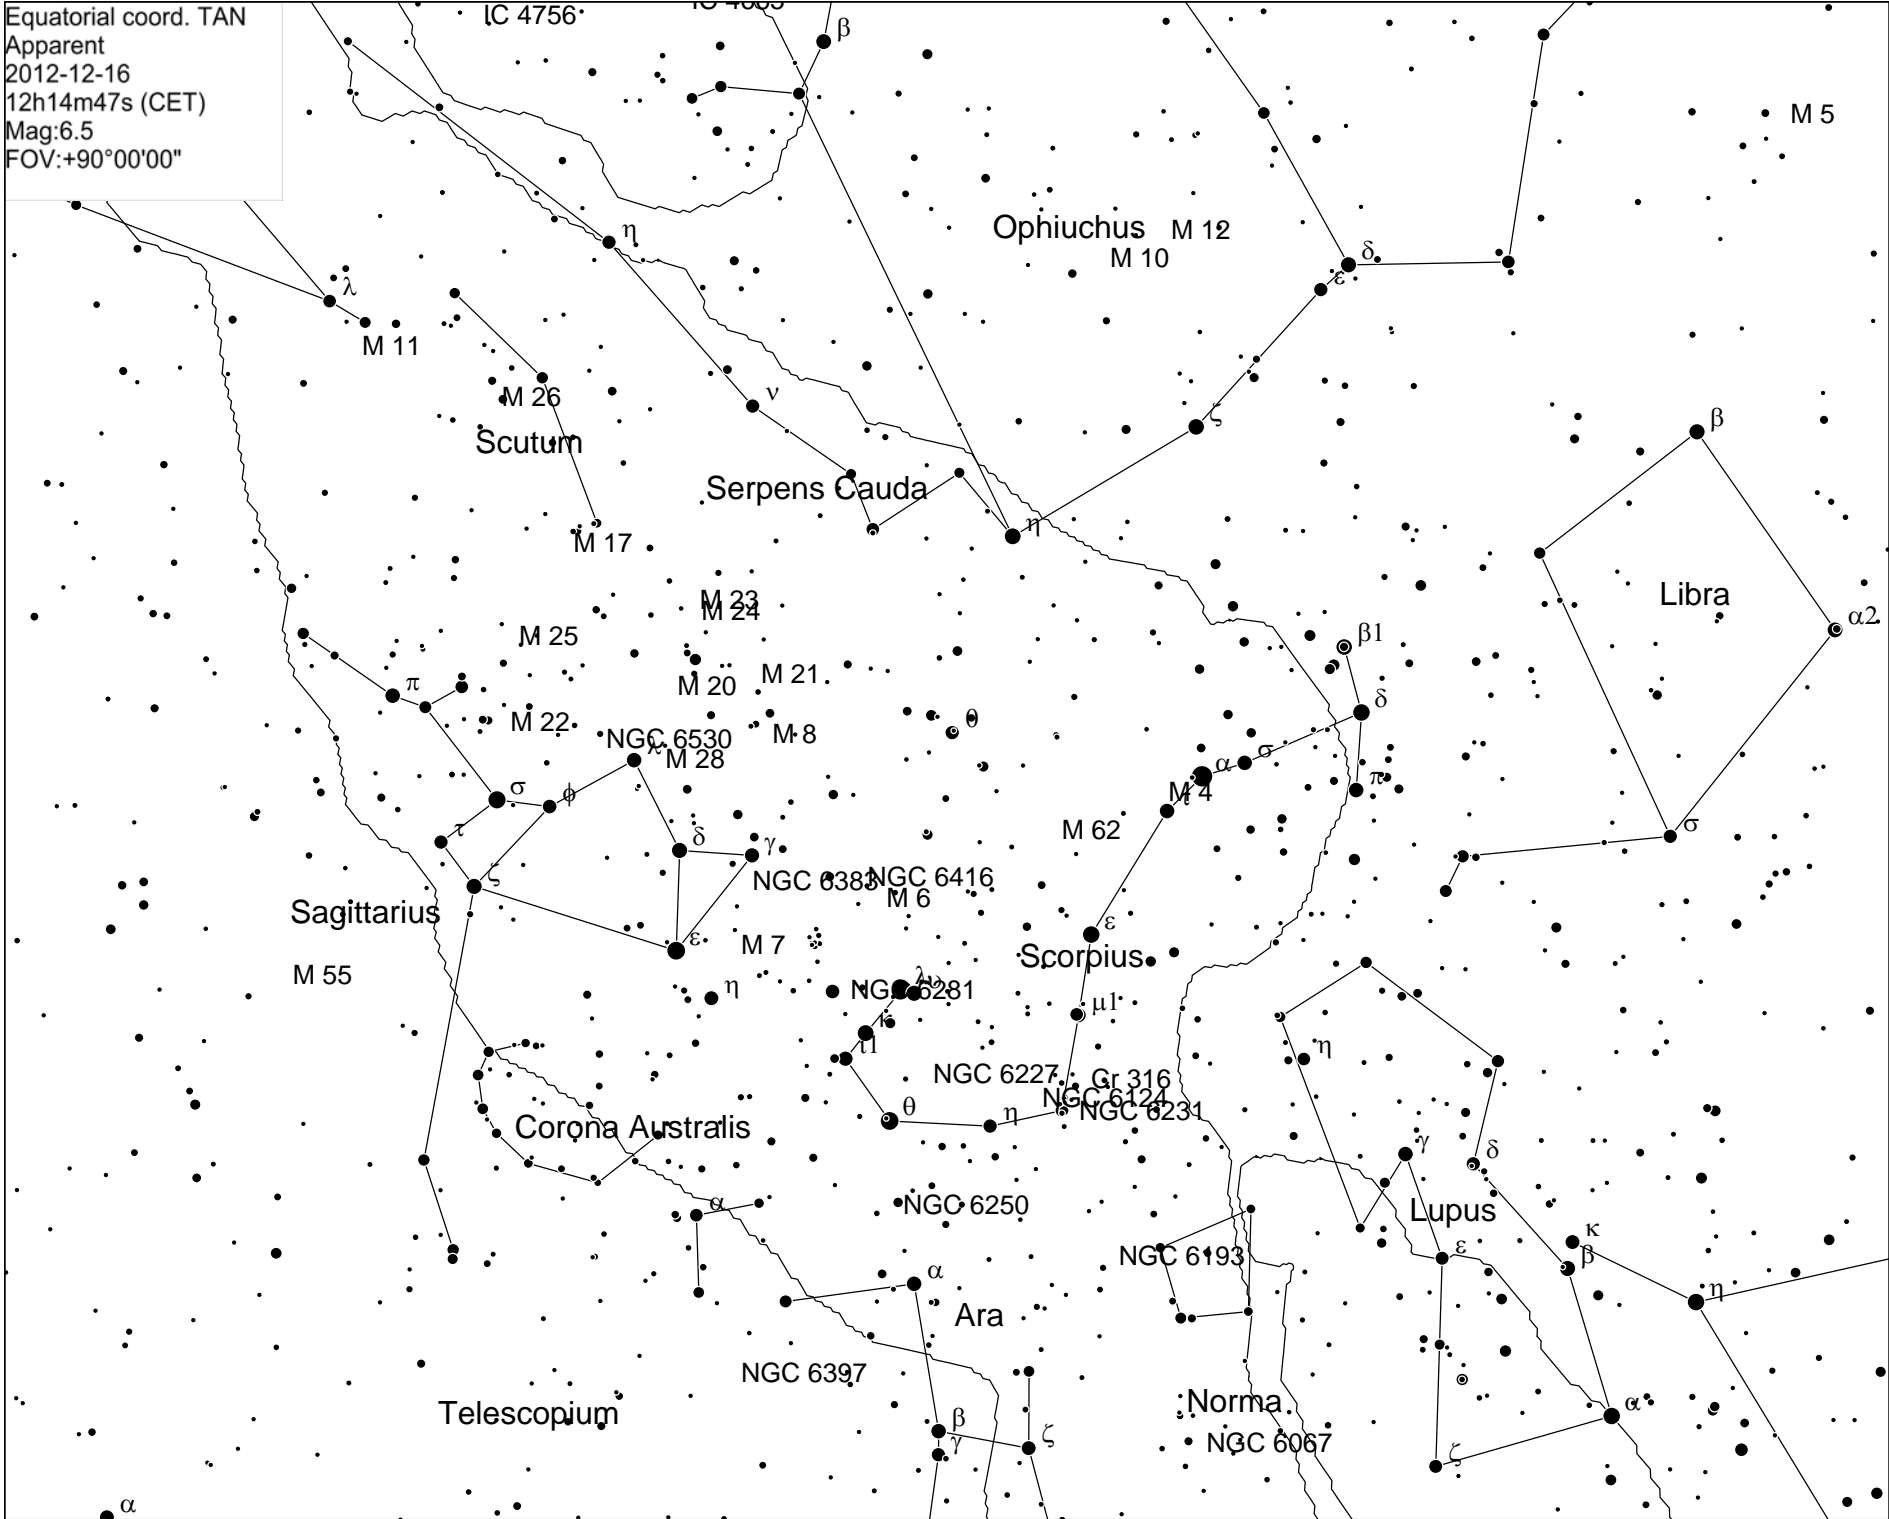 Equatorial coord. TAN
Apparent
2012-12-16
12h14m47s (CET)
Mag:6.5
FOV:+90°00'00"
IC 4756
β
M 5
Ophiuchus
M 12
M 10
η
δ
ε
λ
M 11
M 26
Scutum
ν
ζ
β
Serpens Cauda
η
M 17
M 23
M 24
Libra
α2
M 25
β1
π
M 20
M 21
δ
M 22
θ
M 8
NGC 6530
λ
M 28
α
σ
π
M 4
τ
σ
ϕ
M 62
σ
τ
δ
γ
ζ
NGC 6383
NGC 6416
M 6
Sagittarius
ε
M 7
ε
Scorpius
M 55
η
λ
υ
NGC 6281
μ1
κ
ι1
η
NGC 6227
Cr 316
NGC 6124
NGC 6231
θ
η
Corona Australis
γ
δ
α
NGC 6250
Lupus
κ
NGC 6193
ε
β
α
Ara
η
NGC 6397
Telescopium
β
γ
ζ
Norma
α
NGC 6067
ζ
α